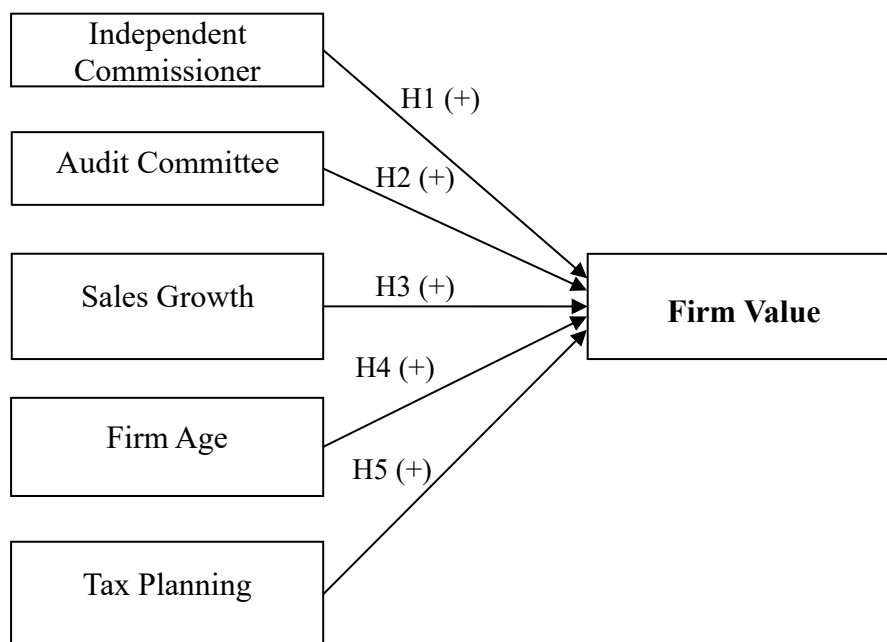 Independent
Commissioner
H1 (+)
Audit Committee
H2 (+)
Sales Growth
H3 (+)
Firm Value
H4 (+)
Firm Age
H5 (+)
Tax Planning